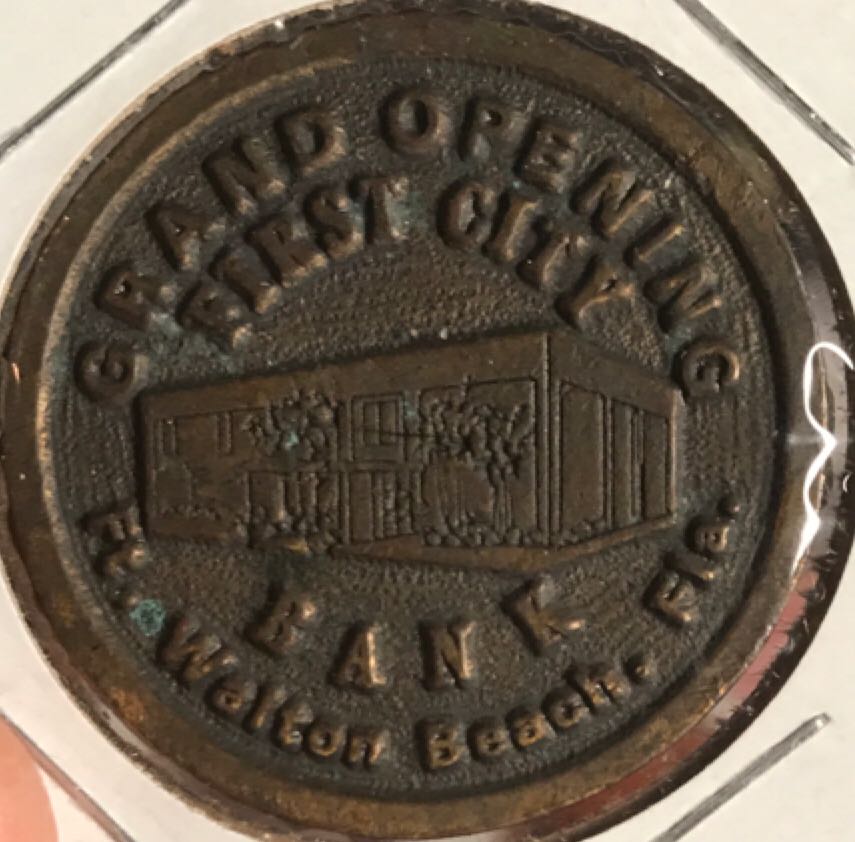 GRAND OPENING
FIRST CITY
BANK
Ft. Walton Beach, Fla.